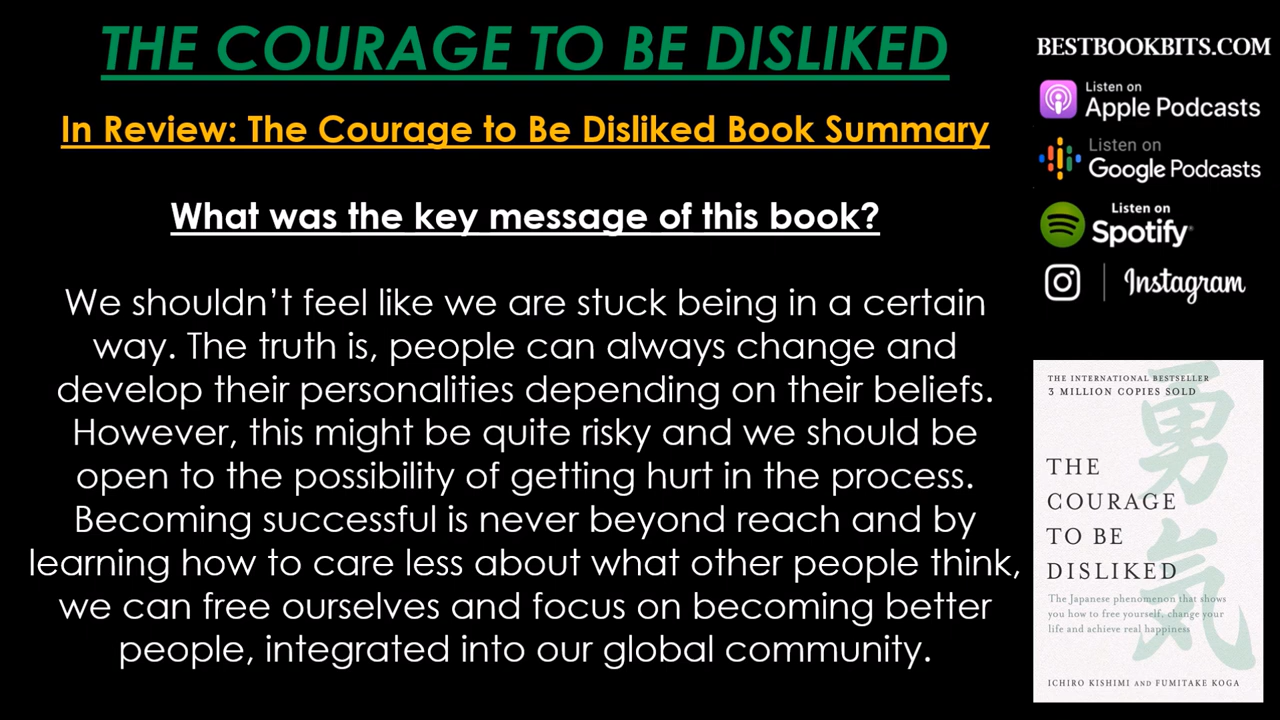 THE COURAGE TO BE DISLIKED
In Review: The Courage to Be Disliked Book Summary
What was the key message of this book?
We shouldn’t feel like we are stuck being in a certain
way. The truth is, people can always change and
develop their personalities depending on their beliefs.
However, this might be quite risky and we should be
open to the possibility of getting hurt in the process.
Becoming successful is never beyond reach and by
learning how to care less about what other people think,
we can free ourselves and focus on becoming better
people, integrated into our global community.
BESTBOOKBITS.COM
Listen on
Apple Podcasts
Listen on
Google Podcasts
Listen on
Spotify
Instagram
THE INTERNATIONAL BESTSELLER
3 MILLION COPIES SOLD
勇気
THE
COURAGE
TO BE
DISLIKED
The Japanese phenomenon that shows
you how to free yourself, change your
life and achieve real happiness
ICHIRO KISHIMI AND FUMITAKE KOGA